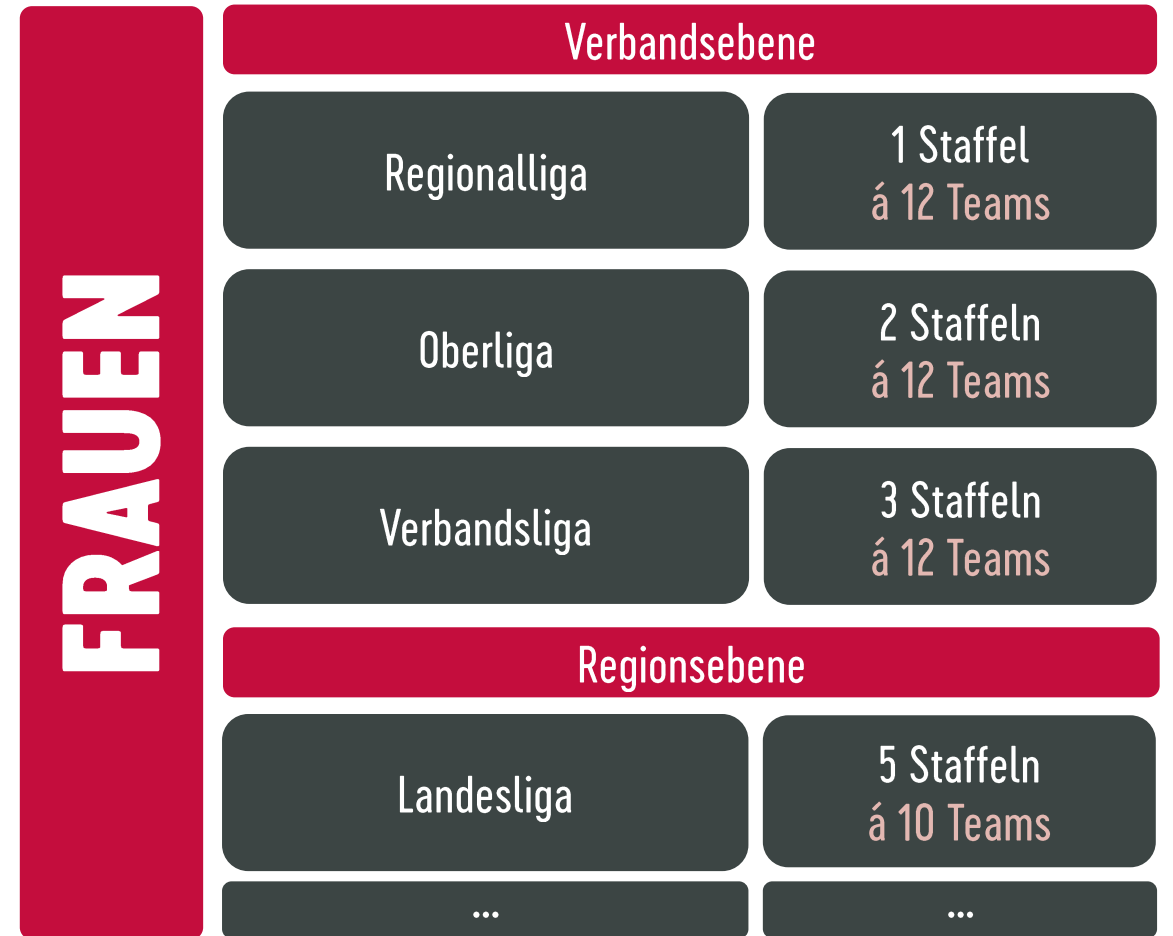 FRAUEN
Verbandsebene
Regionalliga
1 Staffel
á 12 Teams
Oberliga
2 Staffeln
á 12 Teams
Verbandsliga
3 Staffeln
á 12 Teams
Regionsebene
Landesliga
5 Staffeln
á 10 Teams
...
...